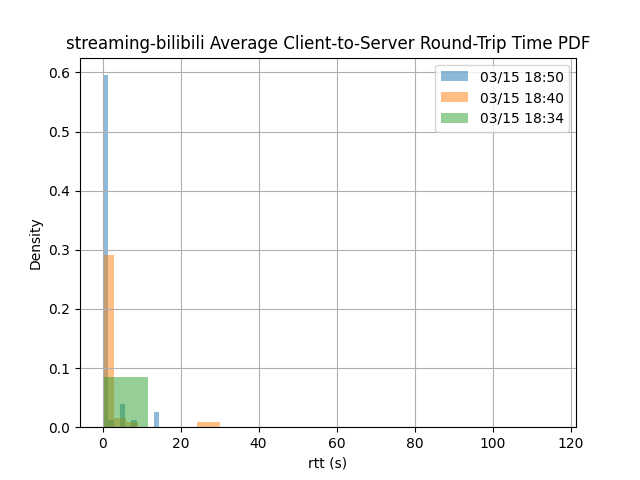 streaming-bilibili Average Client-to-Server Round-Trip Time PDF
03/15 18:50
03/15 18:40
03/15 18:34
Density
0.6
0.5
0.4
0.3
0.2
0.1
0.0
0 20 40 60 80 100 120
rtt (s)